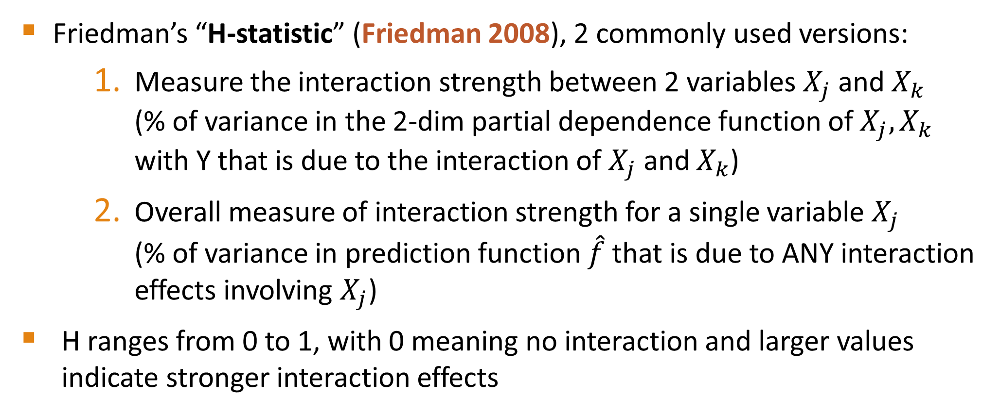 ▪ Friedman’s “H-statistic” (Friedman 2008), 2 commonly used versions:
1. Measure the interaction strength between 2 variables X_j and X_k
(% of variance in the 2-dim partial dependence function of X_j, X_k
with Y that is due to the interaction of X_j and X_k)
2. Overall measure of interaction strength for a single variable X_j
(% of variance in prediction function f̂ that is due to ANY interaction
effects involving X_j)
▪ H ranges from 0 to 1, with 0 meaning no interaction and larger values
indicate stronger interaction effects